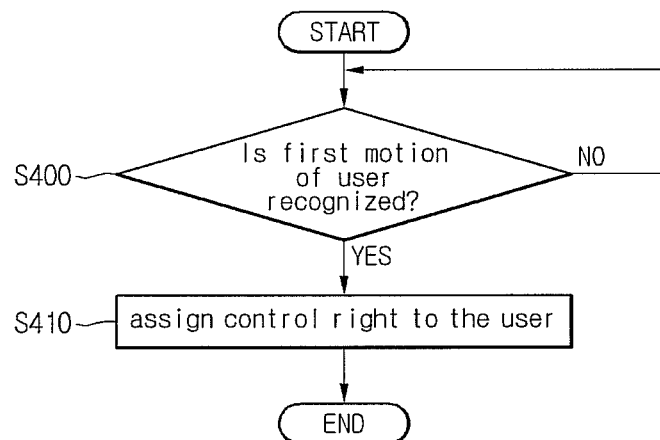 START
Is first motion
of user
recognized?
NO
S400
YES
S410
assign control right to the user
END